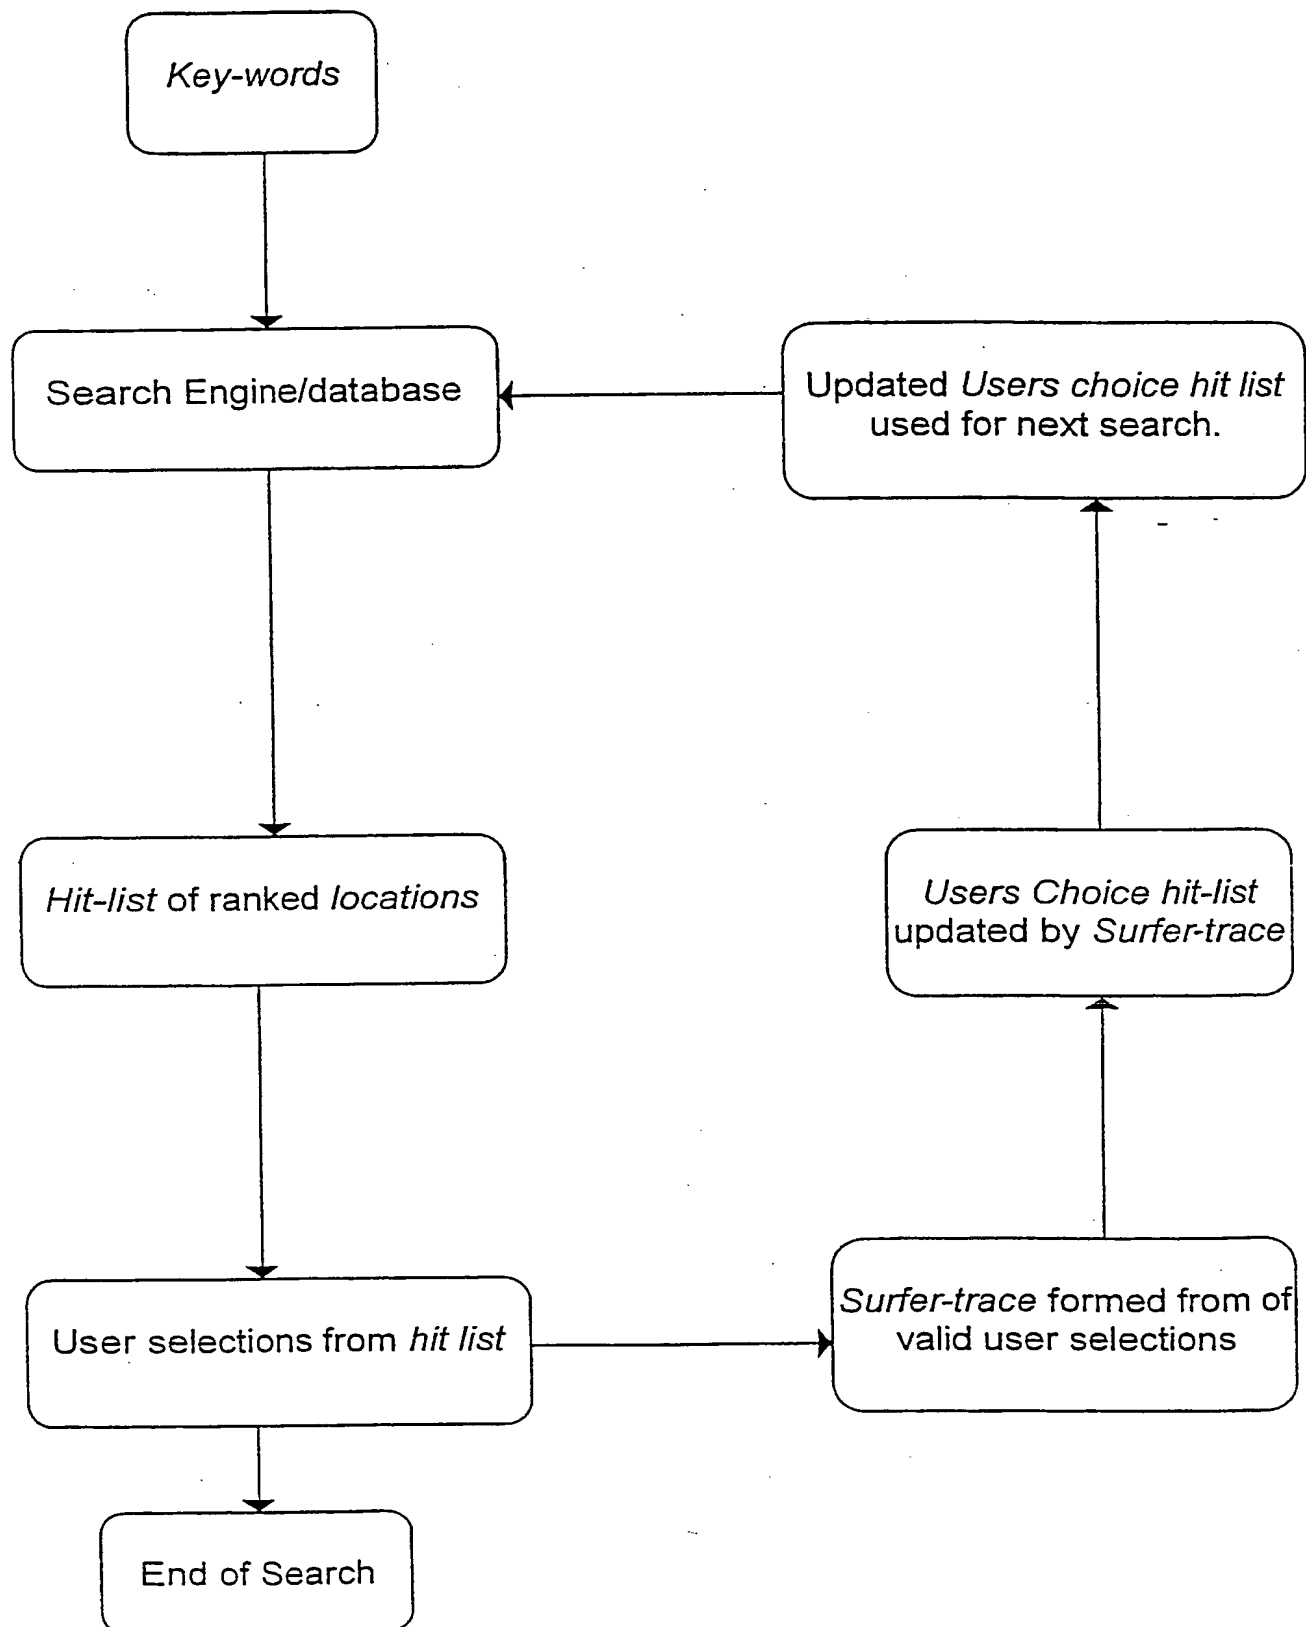 Key-words
Search Engine/database
Updated Users choice hit list
used for next search.
Hit-list of ranked locations
Users Choice hit-list
updated by Surfer-trace
User selections from hit list
Surfer-trace formed from of
valid user selections
End of Search